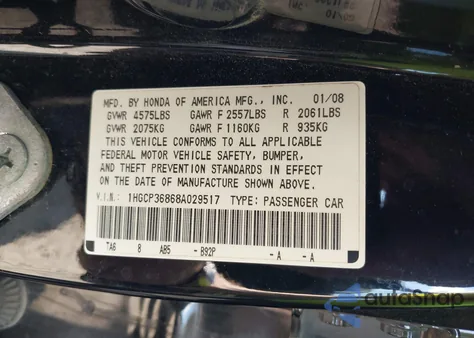 MFD. BY HONDA OF AMERICA MFG., INC. 01/08
GVWR 4575LBS GAWR F 2557LBS R 2061LBS
GVWR 2075KG GAWR F 1160KG R 935KG
THIS VEHICLE CONFORMS TO ALL APPLICABLE
FEDERAL MOTOR VEHICLE SAFETY, BUMPER,
AND THEFT PREVENTION STANDARDS IN EFFECT
ON THE DATE OF MANUFACTURE SHOWN ABOVE.
V.I.N.: 1HGCP36868A029517 TYPE: PASSENGER CAR
TA6 8 AB5 - B92P - A - A
autoSnap